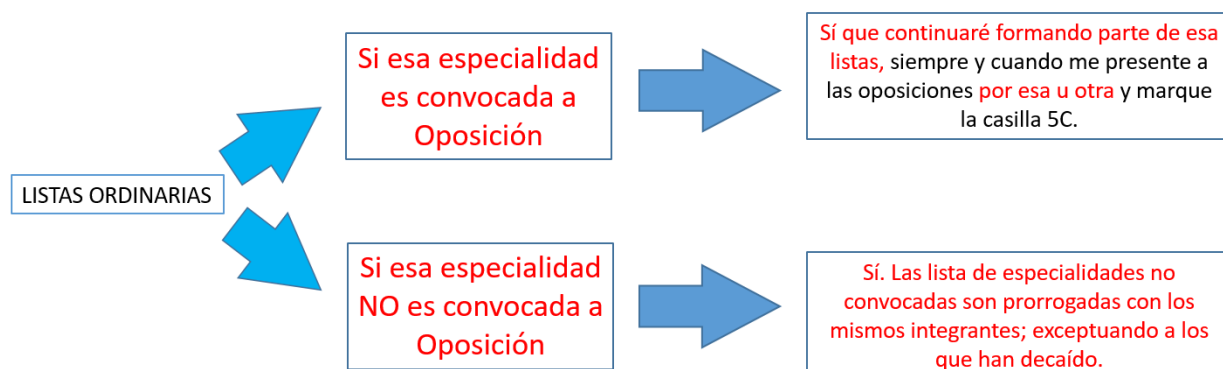 LISTAS ORDINARIAS
Si esa especialidad
es convocada a
Oposición
Sí que continuaré formando parte de esa
listas, siempre y cuando me presente a
las oposiciones por esa u otra y marque
la casilla 5C.
Si esa especialidad
NO es convocada a
Oposición
Sí. Las lista de especialidades no
convocadas son prorrogadas con los
mismos integrantes; exceptuando a los
que han decaído.